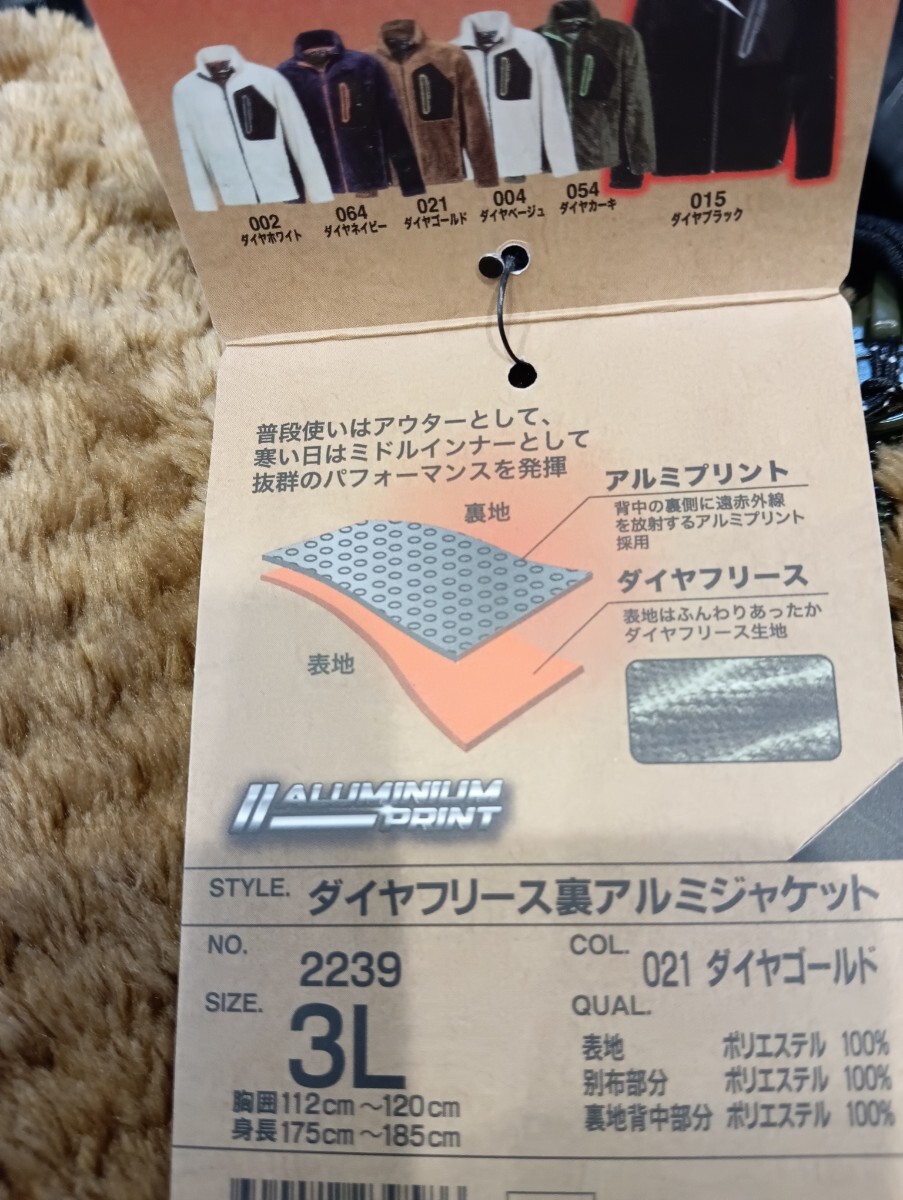 002
ダイヤホワイト
064
ダイヤネイビー
021
ダイヤゴールド
004
ダイヤベージュ
054
ダイヤカーキ
015
ダイヤブラック
普段使いはアウターとして、
寒い日はミドルインナーとして
抜群のパフォーマンスを発揮
裏地
アルミプリント
背中の裏側に遠赤外線
を放射するアルミプリント
採用
ダイヤフリース
表地はふんわりあったか
ダイヤフリース生地
表地
ALUMINIUM
PRINT
STYLE. ダイヤフリース裏アルミジャケット
NO. 2239
COL. 021 ダイヤゴールド
SIZE. 3L
胸囲112cm～120cm
身長175cm～185cm
QUAL.
表地 ポリエステル 100%
別布部分 ポリエステル 100%
裏地背中部分 ポリエステル 100%